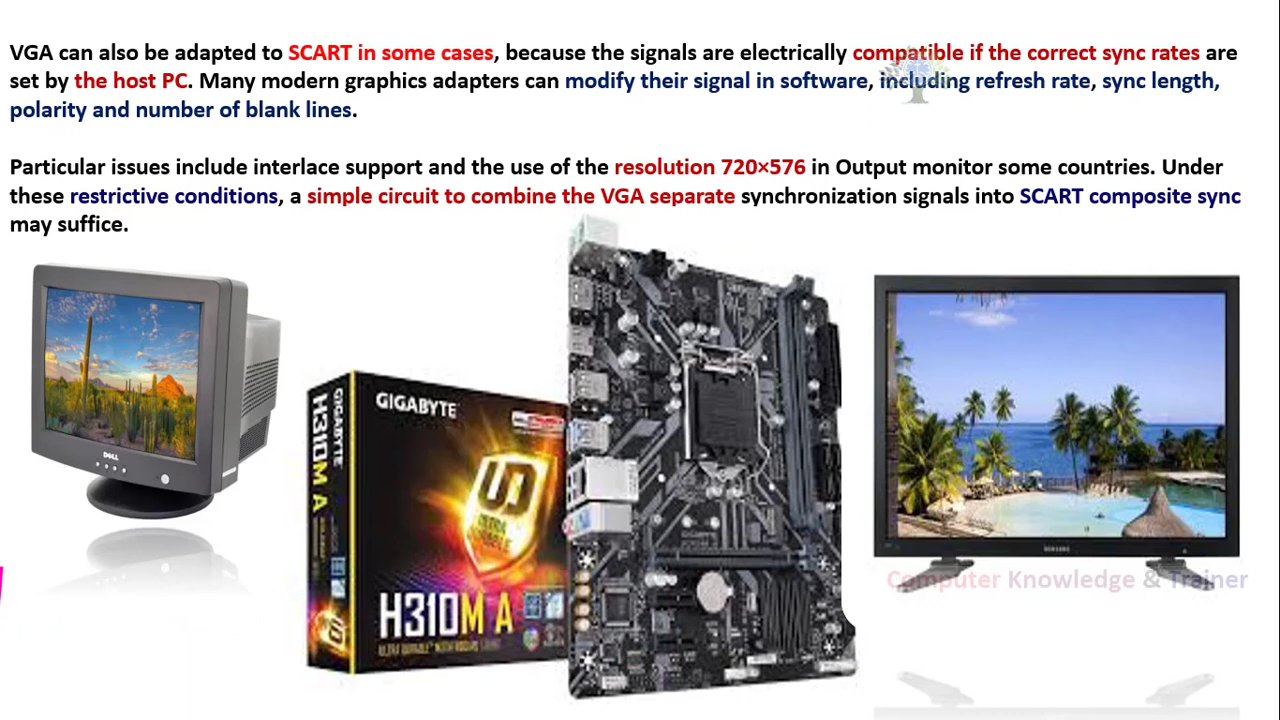 VGA can also be adapted to SCART in some cases, because the signals are electrically compatible if the correct sync rates are
set by the host PC. Many modern graphics adapters can modify their signal in software, including refresh rate, sync length,
polarity and number of blank lines.
Particular issues include interlace support and the use of the resolution 720×576 in Output monitor some countries. Under
these restrictive conditions, a simple circuit to combine the VGA separate synchronization signals into SCART composite sync
may suffice.
DELL
GIGABYTE
H310M A
GIGABYTE
H310M A
SAMSUNG
Computer Knowledge & Trainer